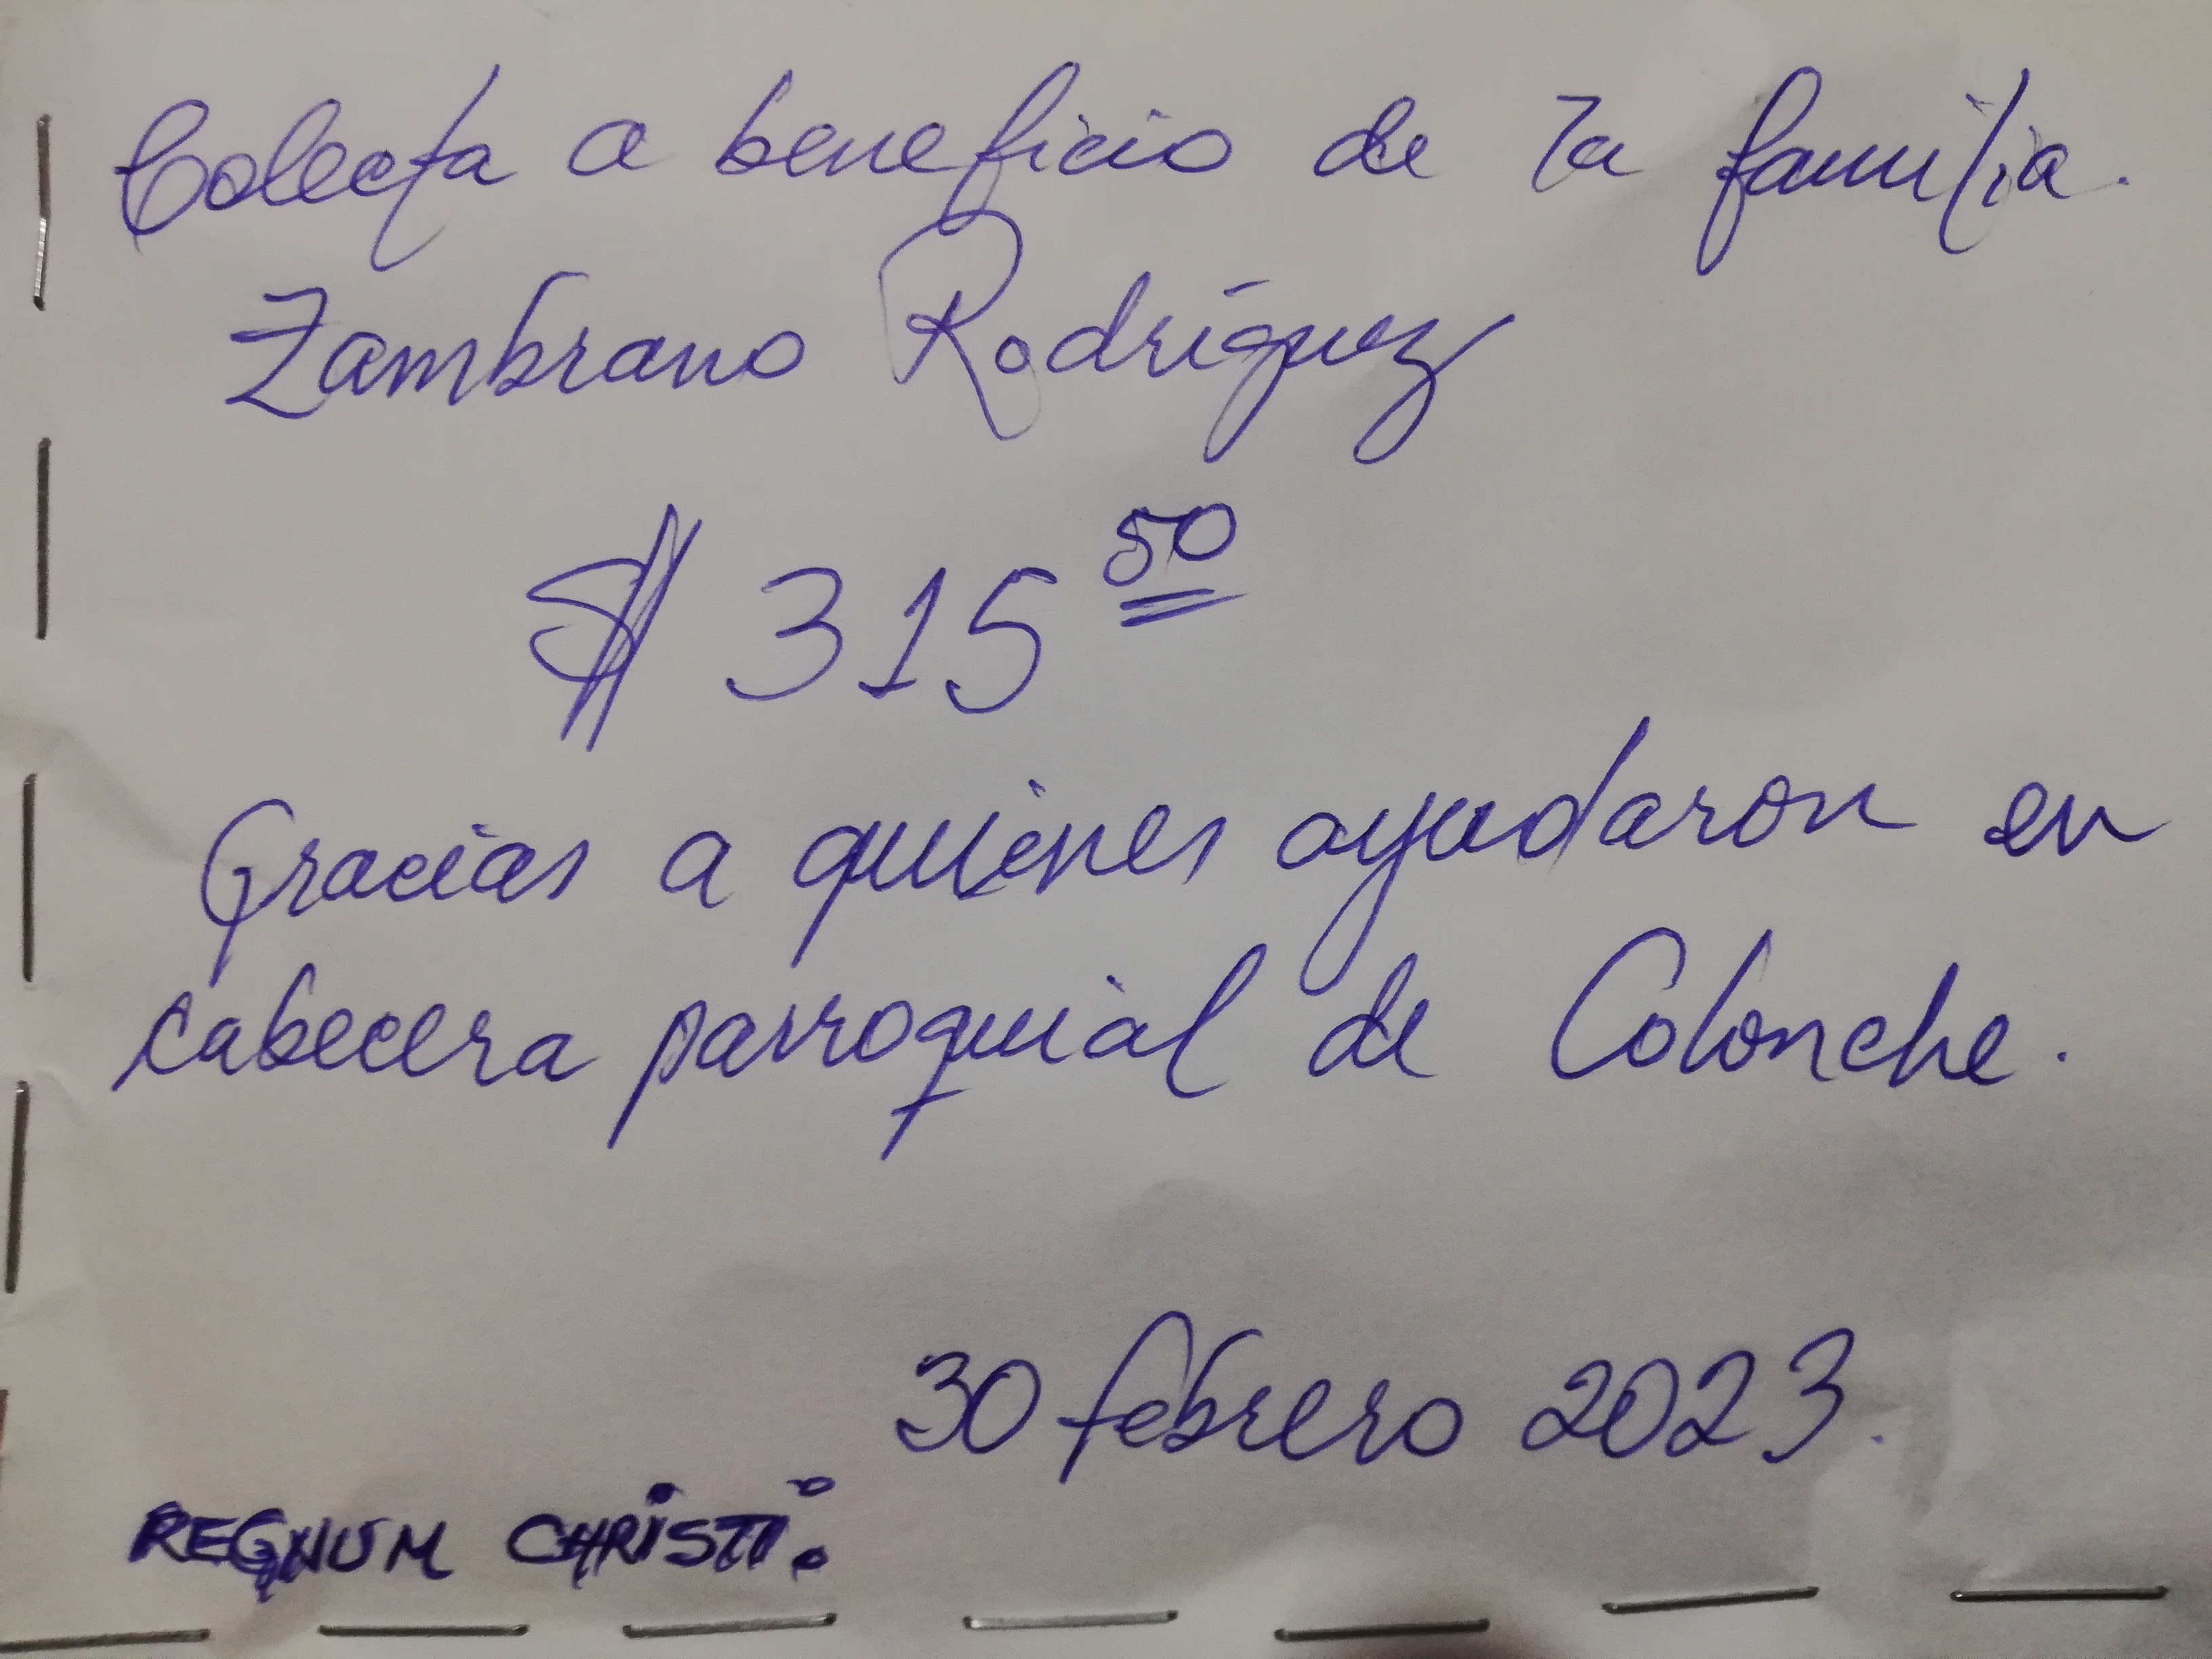 Colecta a beneficio de la familia.
Zambrano Rodríguez
$ 315 50
Gracias a quienes ayudaron en
cabecera parroquial de Colonche.
30 febrero 2023.
REGNUM CHRISTI: